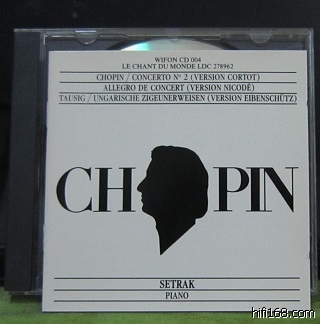 WIFON CD 004
LE CHANT DU MONDE LDC 278962
CHOPIN / CONCERTO Nº 2 (VERSION CORTOT)
ALLEGRO DE CONCERT (VERSION NICODÉ)
TAUSIG / UNGARISCHE ZIGEUNERWEISEN (VERSION EIBENSCHÜTZ)
CH PIN
SETRAK
PIANO
hifi168.com